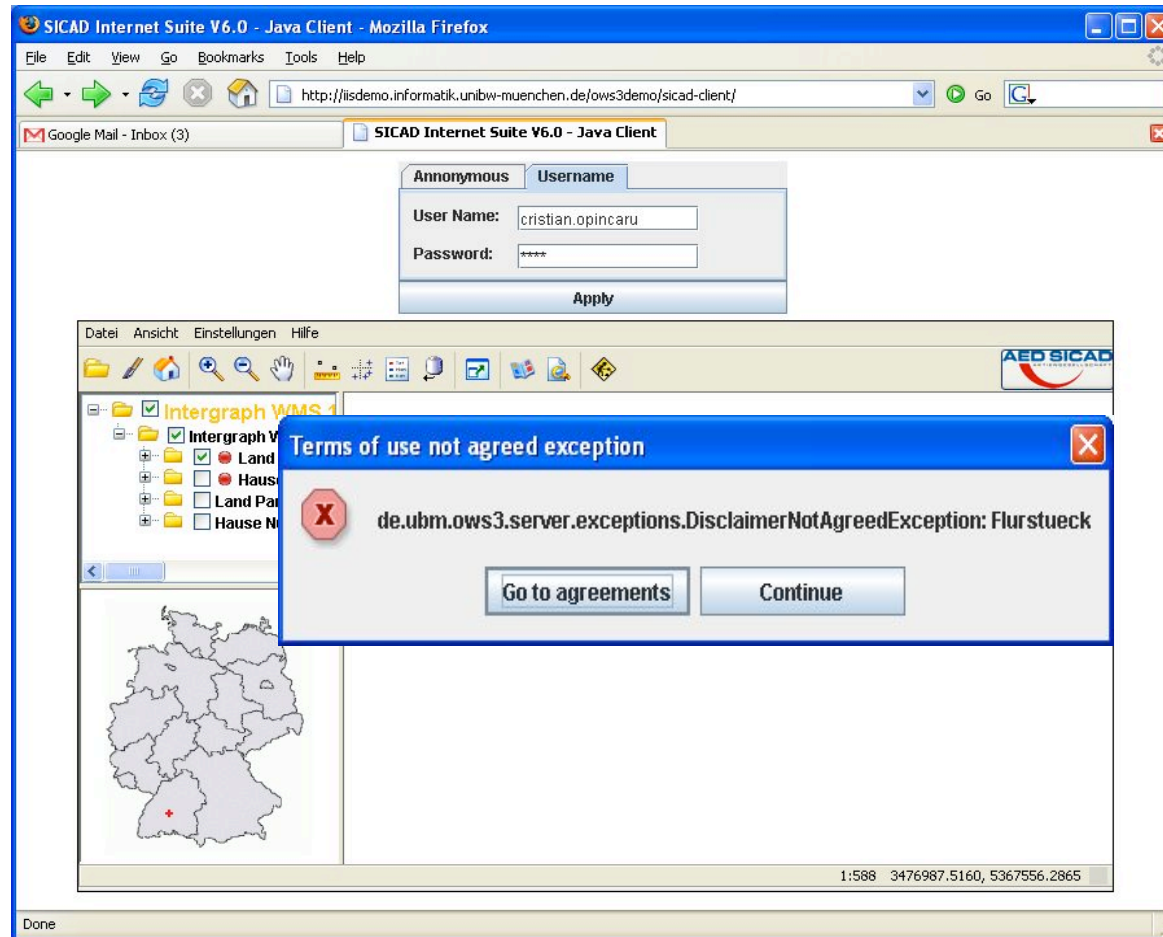 SICAD Internet Suite V6.0 - Java Client - Mozilla Firefox
File Edit View Go Bookmarks Tools Help
http://iisdemo.informatik.unibw-muenchen.de/ows3demo/sicad-client/ Go G
Google Mail - Inbox (3) SICAD Internet Suite V6.0 - Java Client
Annonymous Username
User Name: cristian.opincaru
Password: ****
Apply
Datei Ansicht Einstellungen Hilfe
AED SICAD
AKTIENGESELLSCHAFT
Intergraph WMS 1
Intergraph
Land
Land
Hause
Terms of use not agreed exception
X de.ubm.ows3.server.exceptions.DisclaimerNotAgreedException: Flurstueck
Go to agreements Continue
1:588 3476987.5160, 5367556.2865
Done